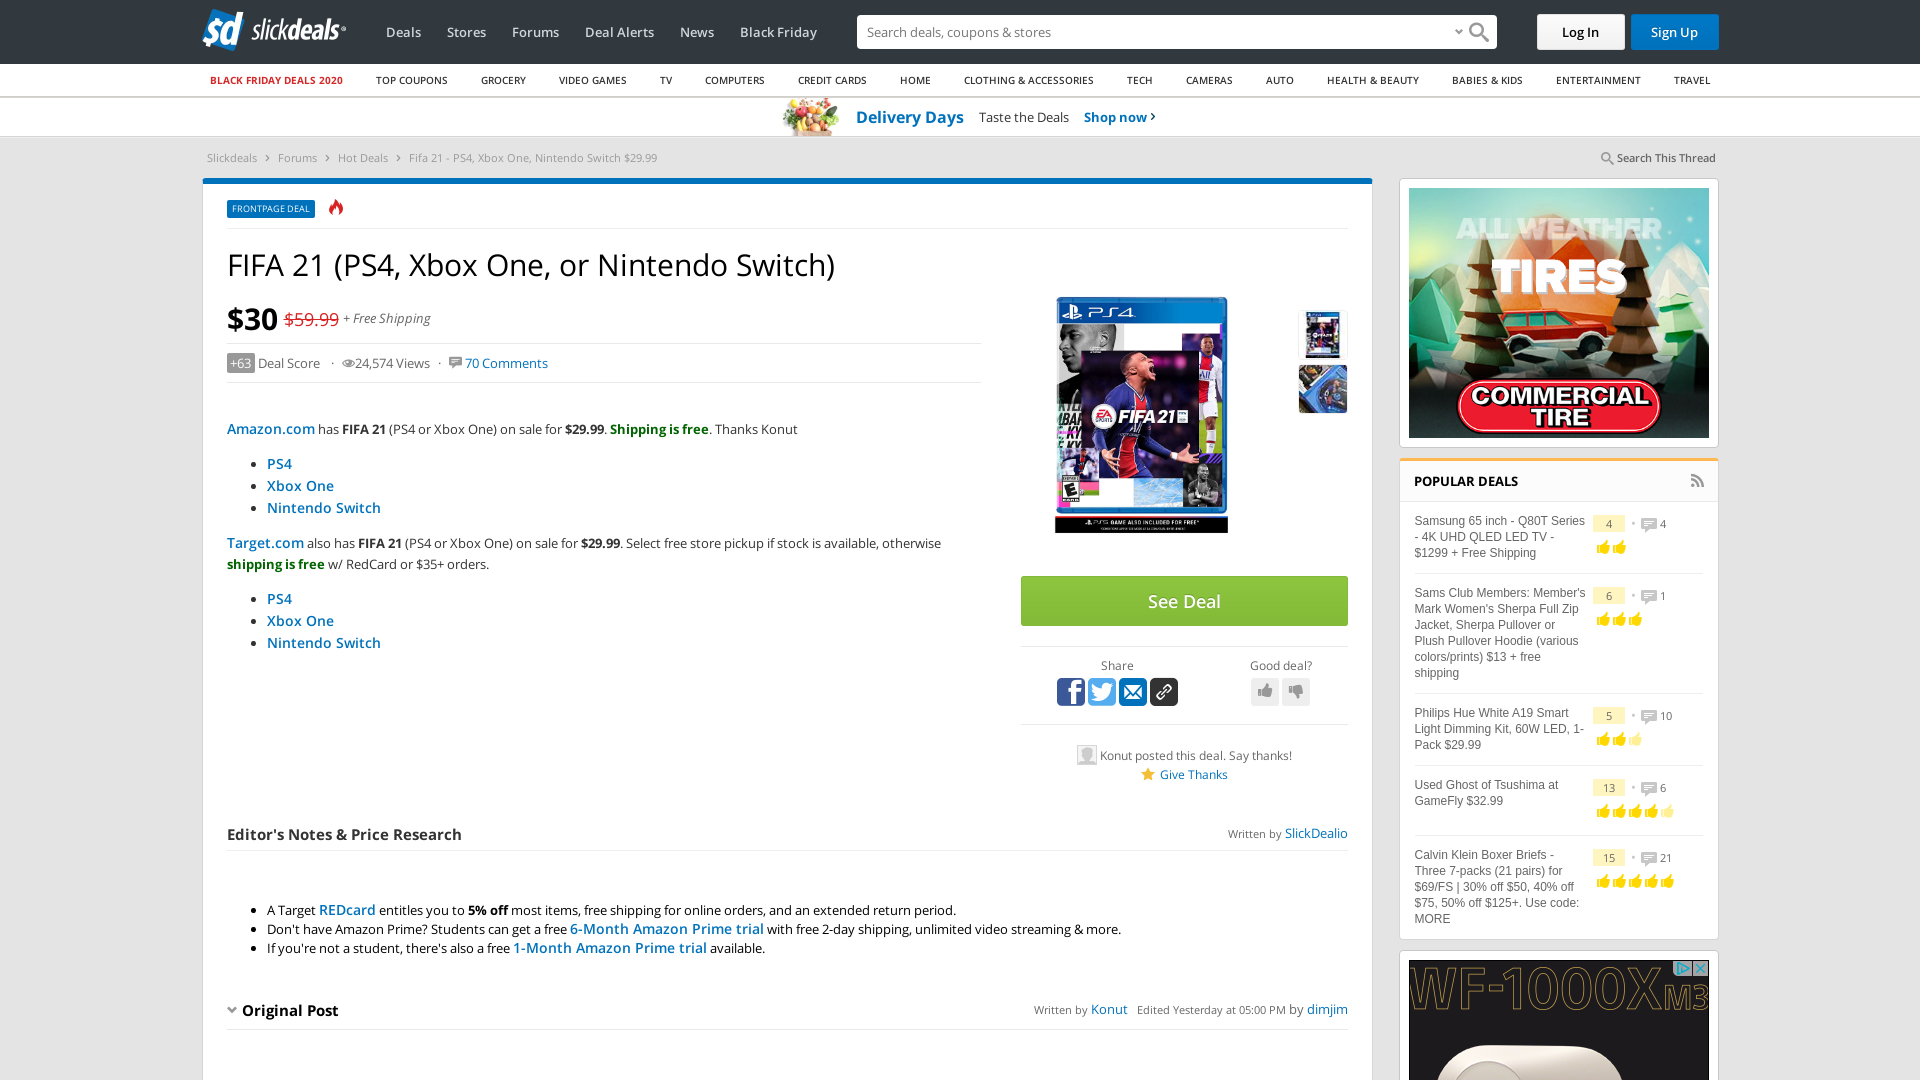 slickdeals
Deals Stores Forums Deal Alerts News Black Friday
Search deals, coupons & shares
Log In
Sign Up
BLACK FRIDAY DEALS 2020 TOP COUPONS GROCERY VIDEO GAMES TV COMPUTERS CREDIT CARDS HOME CLOTHING & ACCESSORIES TECH CAMERAS AUTO HEALTH & BEAUTY BABIES & KIDS ENTERTAINMENT TRAVEL
Delivery Days Taste the Deals Shop now ›
Slickdeals › Forums › Hot Deals › Fifa 21 - PS4, Xbox One, Nintendo Switch $29.99
Search This Thread
FRONTPAGE DEAL
FIFA 21 (PS4, Xbox One, or Nintendo Switch)
$30 $59.99 + Free Shipping
+63 Deal Score · 24,574 Views · 70 Comments
Amazon.com has FIFA 21 (PS4 or Xbox One) on sale for $29.99. Shipping is free. Thanks Konut
• PS4
• Xbox One
• Nintendo Switch
Target.com also has FIFA 21 (PS4 or Xbox One) on sale for $29.99. Select free store pickup if stock is available, otherwise
shipping is free w/ RedCard or $35+ orders.
• PS4
• Xbox One
• Nintendo Switch
PS4
EA SPORTS
FIFA 21
E
PS5 GAME ALSO INCLUDED FOR FREE*
See Deal
Share
Good deal?
Konut posted this deal. Say thanks!
Give Thanks
Editor's Notes & Price Research
Written by SlickDealio
• A Target REDcard entitles you to 5% off most items, free shipping for online orders, and an extended return period.
• Don't have Amazon Prime? Students can get a free 6-Month Amazon Prime trial with free 2-day shipping, unlimited video streaming & more.
• If you're not a student, there's also a free 1-Month Amazon Prime trial available.
Original Post
Written by Konut Edited Yesterday at 05:00 PM by dimjim
ALL WEATHER
TIRES
COMMERCIAL
TIRE
POPULAR DEALS
Samsung 65 inch - Q80T Series
- 4K UHD QLED LED TV -
$1299 + Free Shipping
4 • 4
Sams Club Members: Member's
Mark Women's Sherpa Full Zip
Jacket, Sherpa Pullover or
Plush Pullover Hoodie (various
colors/prints) $13 + free
shipping
6 • 1
Philips Hue White A19 Smart
Light Dimming Kit, 60W LED, 1-
Pack $29.99
5 • 10
Used Ghost of Tsushima at
GameFly $32.99
13 • 6
Calvin Klein Boxer Briefs -
Three 7-packs (21 pairs) for
$69/FS | 30% off $50, 40% off
$75, 50% off $125+. Use code:
MORE
15 • 21
WF-1000XM3